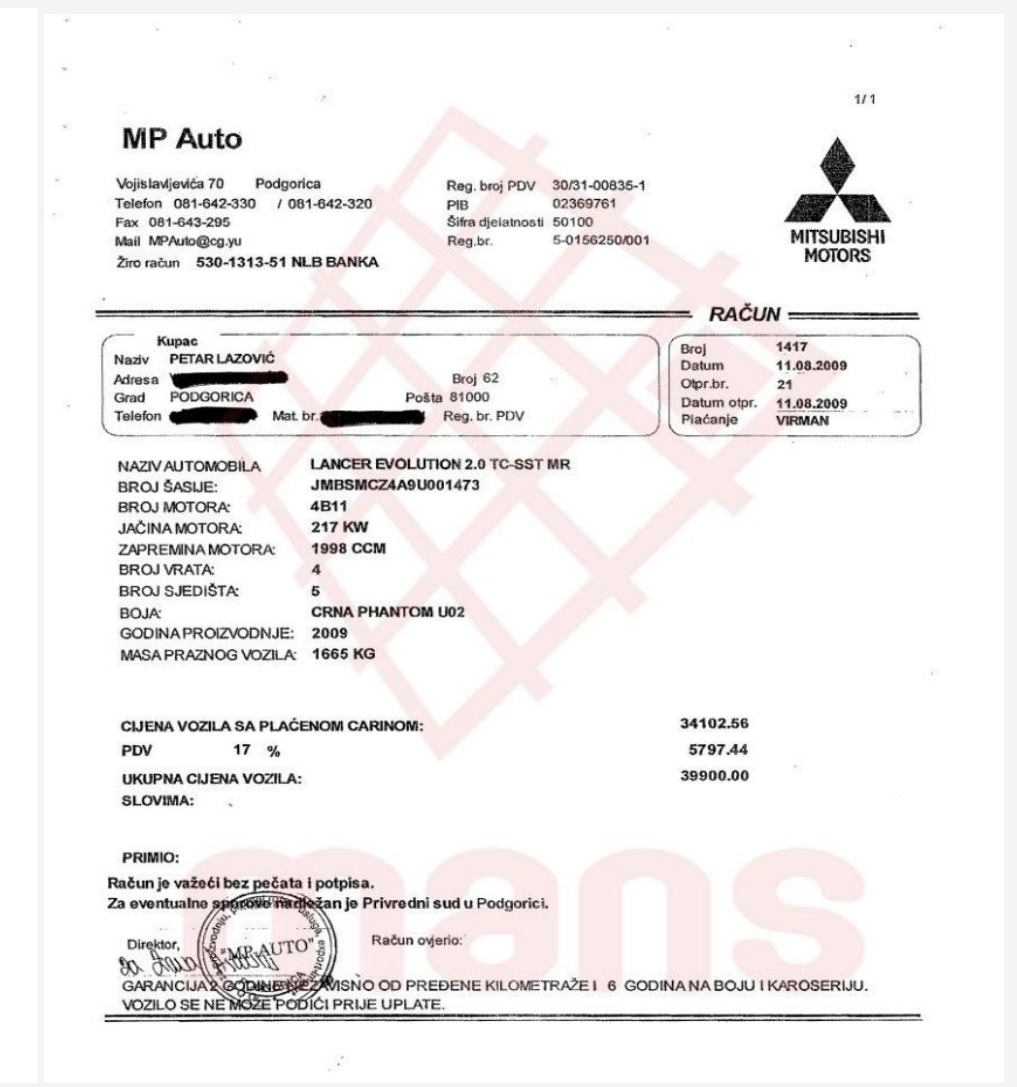 1/1
MP Auto
Vojislavljevića 70 Podgorica
Telefon 081-642-330 / 081-642-320
Fax 081-643-295
Mail MPAuto@cg.yu
Žiro račun 530-1313-51 NLB BANKA
Reg. broj PDV 30/31-00835-1
PIB 02369761
Šifra djelatnosti 50100
Reg.br. 5-0156250/001
MITSUBISHI
MOTORS
RAČUN
Kupac
Naziv PETAR LAZOVIĆ
Adresa Broj 62
Grad PODGORICA Pošta 81000
Telefon Mat. br. Reg. br. PDV
Broj 1417
Datum 11.08.2009
Otpr.br. 21
Datum otpr. 11.08.2009
Plaćanje VIRMAN
NAZIV AUTOMOBILA LANCER EVOLUTION 2.0 TC-SST MR
BROJ ŠASIJE: JMBSMCZ4A9U001473
BROJ MOTORA: 4B11
JAČINA MOTORA: 217 KW
ZAPREMINA MOTORA: 1998 CCM
BROJ VRATA: 4
BROJ SJEDIŠTA: 5
BOJA: CRNA PHANTOM U02
GODINA PROIZVODNJE: 2009
MASA PRAZNOG VOZILA: 1665 KG
CIJENA VOZILA SA PLAĆENOM CARINOM: 34102.56
PDV 17 % 5797.44
UKUPNA CIJENA VOZILA: 39900.00
SLOVIMA:
PRIMIO:
Račun je važeći bez pečata i potpisa.
Za eventualne sporove nadležan je Privredni sud u Podgorici.
Direktor, Račun ovjerio:
"MP AUTO"
GARANCIJA 2 GODINE NEZAVISNO OD PREĐENE KILOMETRAŽE I 6 GODINA NA BOJU I KAROSERIJU.
VOZILO SE NE MOŽE PODIĆI PRIJE UPLATE.
mans